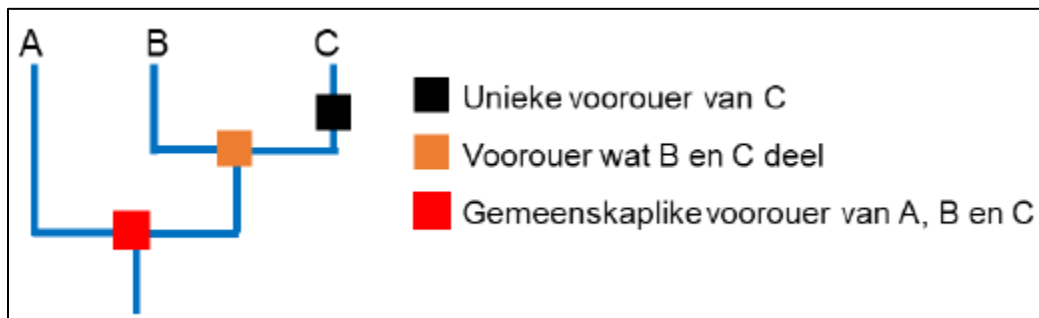 A B C
Unieke voorouer van C
Voorouer wat B en C deel
Gemeenskaplike voorouer van A, B en C